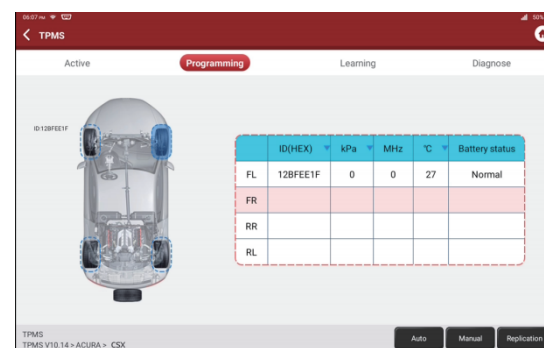 06:07 PM
50%
TPMS
Active Programming Learning Diagnose
ID:12BFEE1F
ID(HEX) kPa MHz °C Battery status
FL 12BFEE1F 0 0 27 Normal
FR
RR
RL
TPMS
TPMS V10.14 > ACURA > CSX
Auto Manual Replication